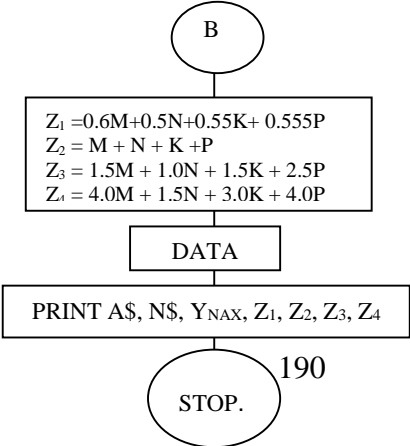 B
Z₁ =0.6M+0.5N+0.55K+ 0.555P
Z₂ = M + N + K +P
Z₃ = 1.5M + 1.0N + 1.5K + 2.5P
Z₄ = 4.0M + 1.5N + 3.0K + 4.0P
DATA
PRINT A$, N$, Y_NAX, Z₁, Z₂, Z₃, Z₄
190
STOP.